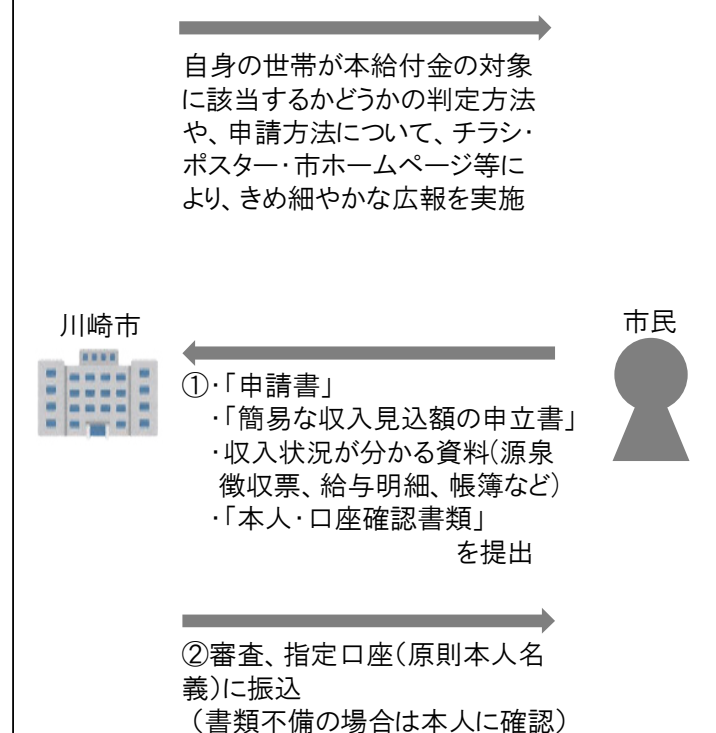 自身の世帯が本給付金の対象
に該当するかどうかの判定方法
や、申請方法について、チラシ・
ポスター・市ホームページ等に
より、きめ細やかな広報を実施
川崎市
市民
①・「申請書」
・「簡易な収入見込額の申立書」
・収入状況が分かる資料(源泉
徴収票、給与明細、帳簿など)
・「本人・口座確認書類」
を提出
②審査、指定口座(原則本人名
義)に振込
(書類不備の場合は本人に確認)